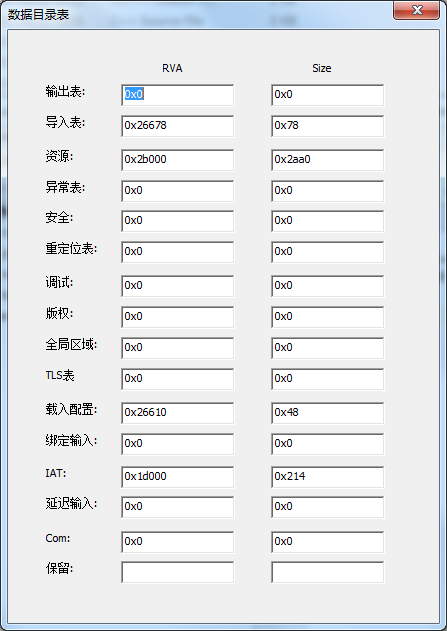 数据目录表
RVA Size
输出表: 0x0 0x0
导入表: 0x26678 0x78
资源: 0x2b000 0x2aa0
异常表: 0x0 0x0
安全: 0x0 0x0
重定位表: 0x0 0x0
调试: 0x0 0x0
版权: 0x0 0x0
全局区域: 0x0 0x0
TLS表 0x0 0x0
载入配置: 0x26610 0x48
绑定输入: 0x0 0x0
IAT: 0x1d000 0x214
延迟输入: 0x0 0x0
Com: 0x0 0x0
保留: